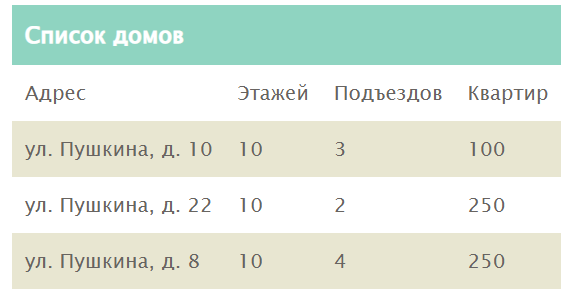 Список домов
Адрес Этажей Подъездов Квартир
ул. Пушкина, д. 10 10 3 100
ул. Пушкина, д. 22 10 2 250
ул. Пушкина, д. 8 10 4 250